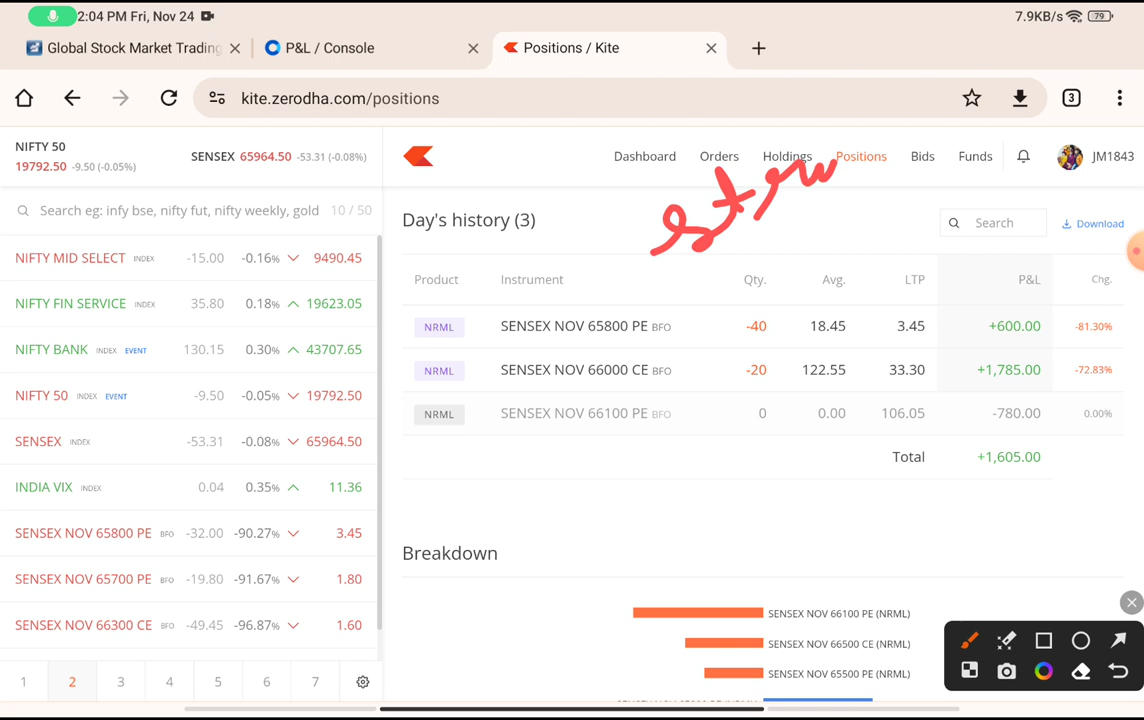 2:04 PM Fri, Nov 24 7.9KB/s 79
Global Stock Market Trading P&L / Console Positions / Kite
kite.zerodha.com/positions 3
NIFTY 50
19792.50 -9.50 (-0.05%) SENSEX 65964.50 -53.31 (-0.08%)
Dashboard Orders Holdings Positions Bids Funds JM1843
Search eg: infy bse, nifty fut, nifty weekly, gold 10 / 50
Day's history (3) Search Download
NIFTY MID SELECT INDEX -15.00 -0.16% 9490.45
NIFTY FIN SERVICE INDEX 35.80 0.18% 19623.05
NIFTY BANK INDEX EVENT 130.15 0.30% 43707.65
NIFTY 50 INDEX EVENT -9.50 -0.05% 19792.50
SENSEX INDEX -53.31 -0.08% 65964.50
INDIA VIX INDEX 0.04 0.35% 11.36
SENSEX NOV 65800 PE BFO -32.00 -90.27% 3.45
SENSEX NOV 65700 PE BFO -19.80 -91.67% 1.80
SENSEX NOV 66300 CE BFO -49.45 -96.87% 1.60
1 2 3 4 5 6 7
Product Instrument Qty. Avg. LTP P&L Chg.
NRML SENSEX NOV 65800 PE BFO -40 18.45 3.45 +600.00 -81.30%
NRML SENSEX NOV 66000 CE BFO -20 122.55 33.30 +1,785.00 -72.83%
NRML SENSEX NOV 66100 PE BFO 0 0.00 106.05 -780.00 0.00%
Total +1,605.00
Breakdown
SENSEX NOV 66100 PE (NRML)
SENSEX NOV 66500 CE (NRML)
SENSEX NOV 65500 PE (NRML)